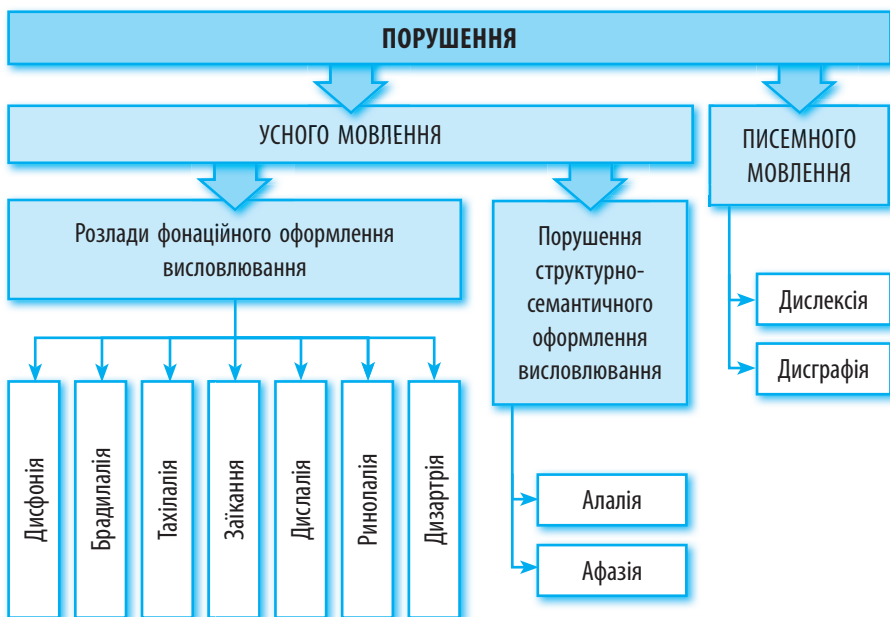 ПОРУШЕННЯ
УСНОГО МОВЛЕННЯ
ПИСЕМНОГО
МОВЛЕННЯ
Розлади фонаційного оформлення
висловлювання
Порушення
структурно-
семантичного
оформлення
висловлювання
Дислексія
Дисграфія
Дисфонія
Брадилалія
Тахілалія
Заїкання
Дислалія
Ринолалія
Дизартрія
Алалія
Афазія